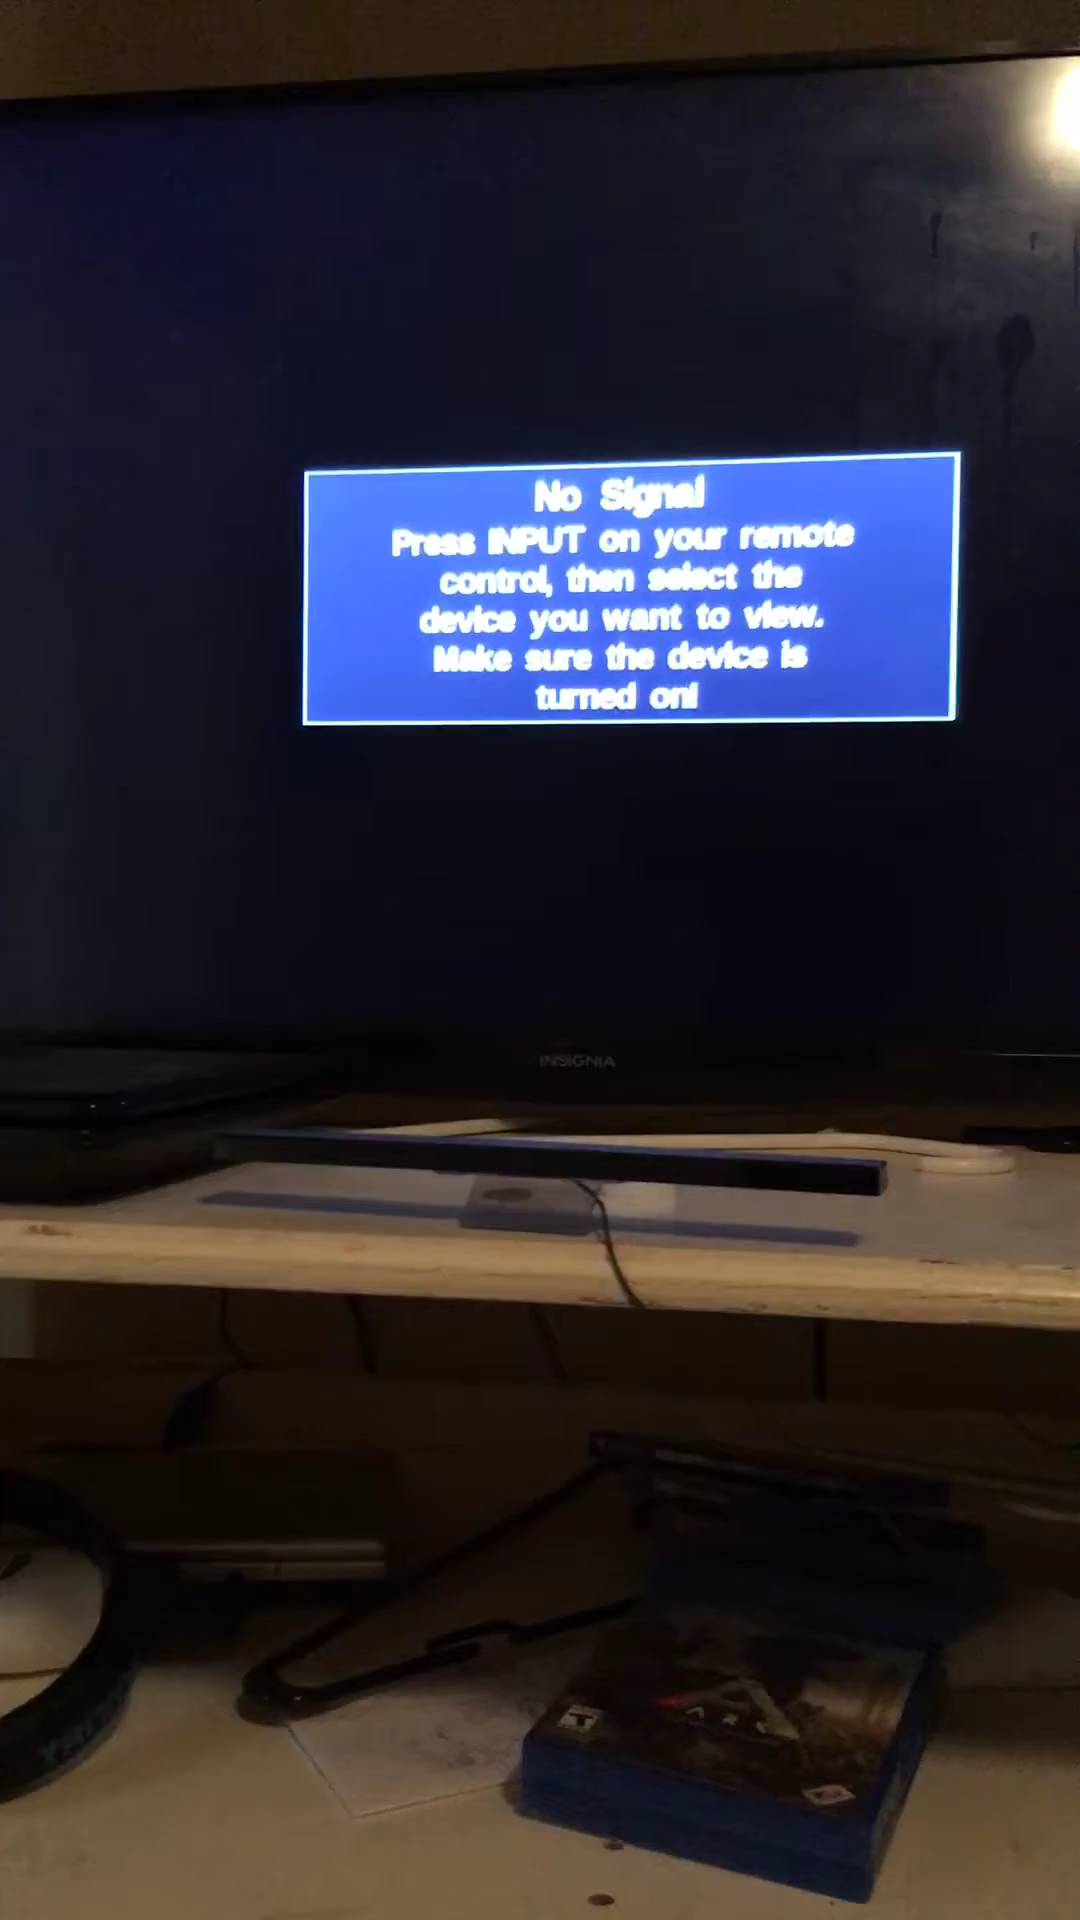 No Signal
Press INPUT on your remote
control, then select the
device you want to view.
Make sure the device is
turned on!
INSIGNIA
ARK
T